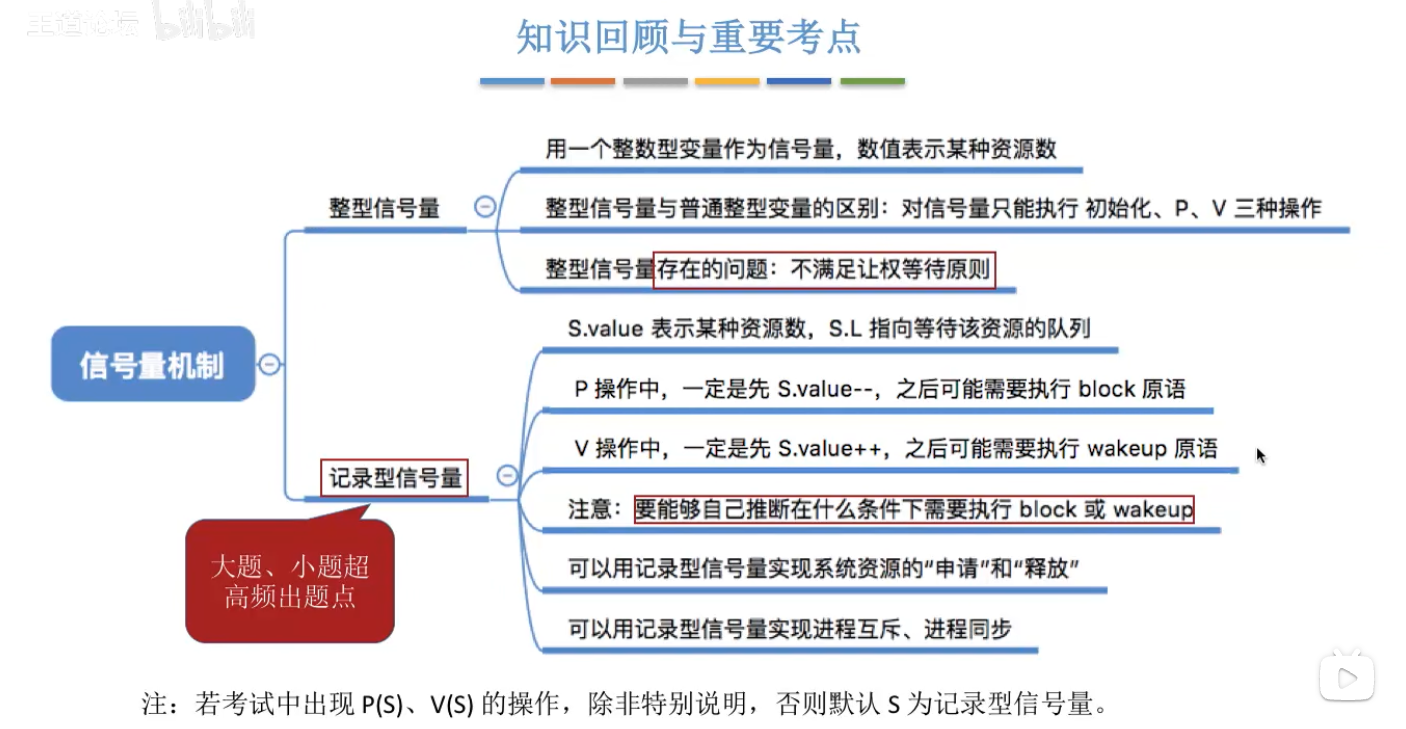 王道论坛 bilibili
知识回顾与重要考点
用一个整数型变量作为信号量，数值表示某种资源数
整型信号量
整型信号量与普通整型变量的区别：对信号量只能执行 初始化、P、V 三种操作
整型信号量存在的问题：不满足让权等待原则
信号量机制
S.value 表示某种资源数，S.L 指向等待该资源的队列
P 操作中，一定是先 S.value--，之后可能需要执行 block 原语
V 操作中，一定是先 S.value++，之后可能需要执行 wakeup 原语
记录型信号量
注意：要能够自己推断在什么条件下需要执行 block 或 wakeup
可以用记录型信号量实现系统资源的“申请”和“释放”
可以用记录型信号量实现进程互斥、进程同步
大题、小题超
高频出题点
注：若考试中出现 P(S)、V(S) 的操作，除非特别说明，否则默认 S 为记录型信号量。